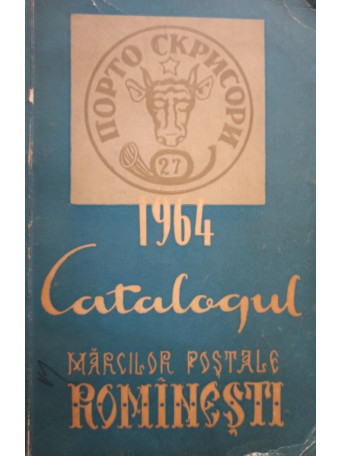 ПОРТО СКРИСОРИ
27
1964
Catalogul
MĂRCILOR POȘTALE
ROMÎNEȘTI